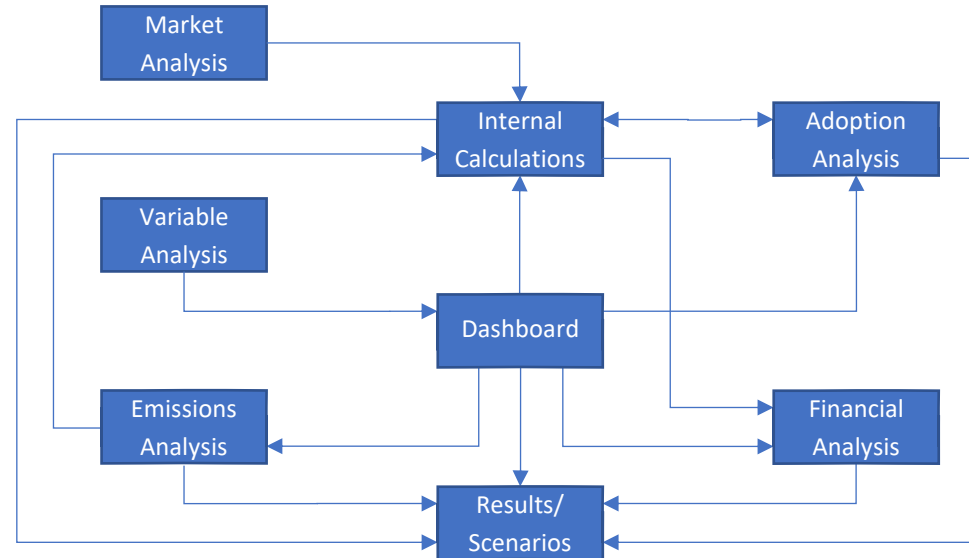 Market
Analysis
Internal
Calculations
Adoption
Analysis
Variable
Analysis
Dashboard
Emissions
Analysis
Financial
Analysis
Results/
Scenarios